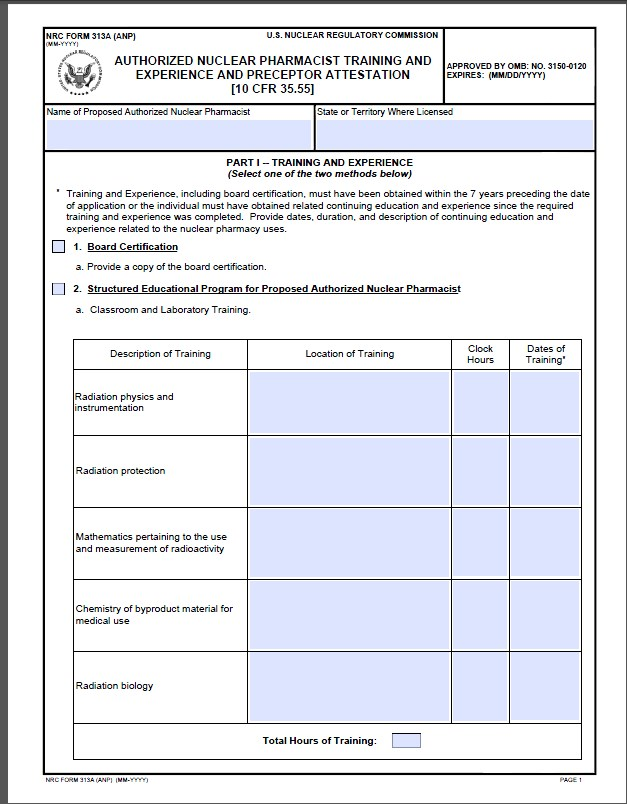 NRC FORM 313A (ANP)
(MM-YYYY)
U.S. NUCLEAR REGULATORY COMMISSION
AUTHORIZED NUCLEAR PHARMACIST TRAINING AND
EXPERIENCE AND PRECEPTOR ATTESTATION
[10 CFR 35.55]
APPROVED BY OMB: NO. 3150-0120
EXPIRES: (MM/DD/YYYY)
Name of Proposed Authorized Nuclear Pharmacist
State or Territory Where Licensed
PART I -- TRAINING AND EXPERIENCE
(Select one of the two methods below)
* Training and Experience, including board certification, must have been obtained within the 7 years preceding the date
of application or the individual must have obtained related continuing education and experience since the required
training and experience was completed. Provide dates, duration, and description of continuing education and
experience related to the nuclear pharmacy uses.
1. Board Certification
a. Provide a copy of the board certification.
2. Structured Educational Program for Proposed Authorized Nuclear Pharmacist
a. Classroom and Laboratory Training.
Description of Training
Location of Training
Clock
Hours
Dates of
Training*
Radiation physics and
instrumentation
Radiation protection
Mathematics pertaining to the use
and measurement of radioactivity
Chemistry of byproduct material for
medical use
Radiation biology
Total Hours of Training:
NRC FORM 313A (ANP) (MM-YYYY)
PAGE 1